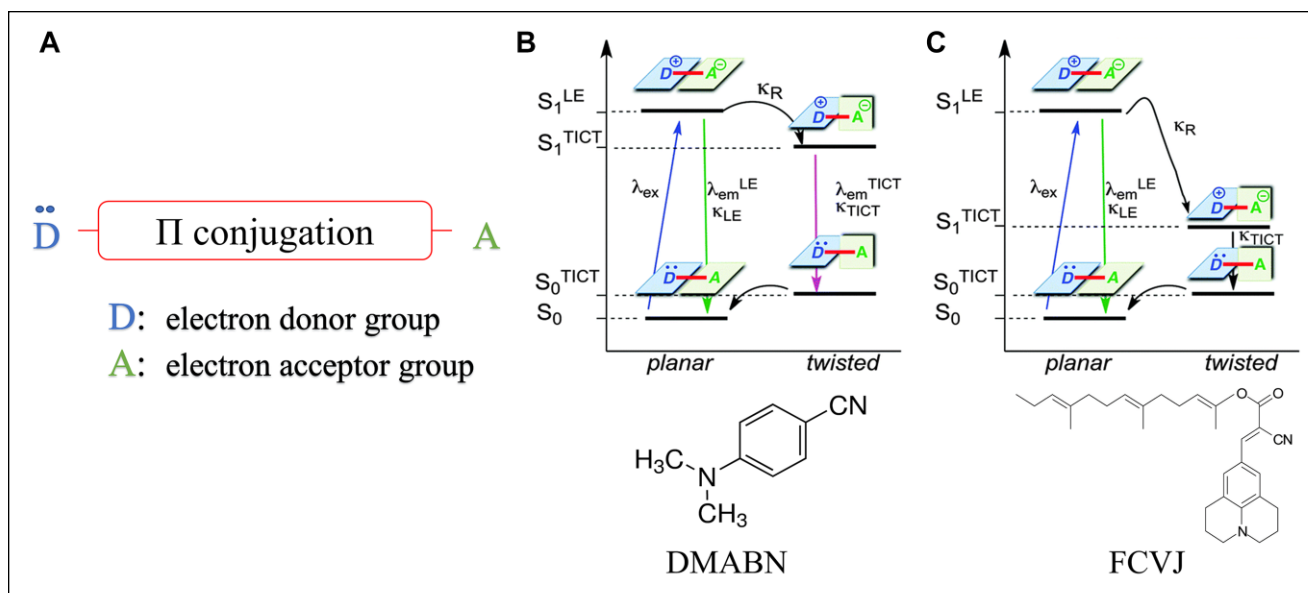 A
D
Π conjugation
A
D: electron donor group
A: electron acceptor group
B
S₁ᴸᴱ
S₁ᵀᴵᶜᵀ
S₀ᵀᴵᶜᵀ
S₀
D ⊕ A ⊖
κR
D ⊕ A ⊖
λex
λemᴸᴱ
κLE
λemᵀᴵᶜᵀ
κTICT
D A
D A
planar twisted
CN
H₃C
N
CH₃
DMABN
C
S₁ᴸᴱ
S₁ᵀᴵᶜᵀ
S₀ᵀᴵᶜᵀ
S₀
D ⊕ A ⊖
κR
D ⊕ A ⊖
λex
λemᴸᴱ
κLE
κTICT
D A
D A
planar twisted
O
O
CN
N
FCVJ